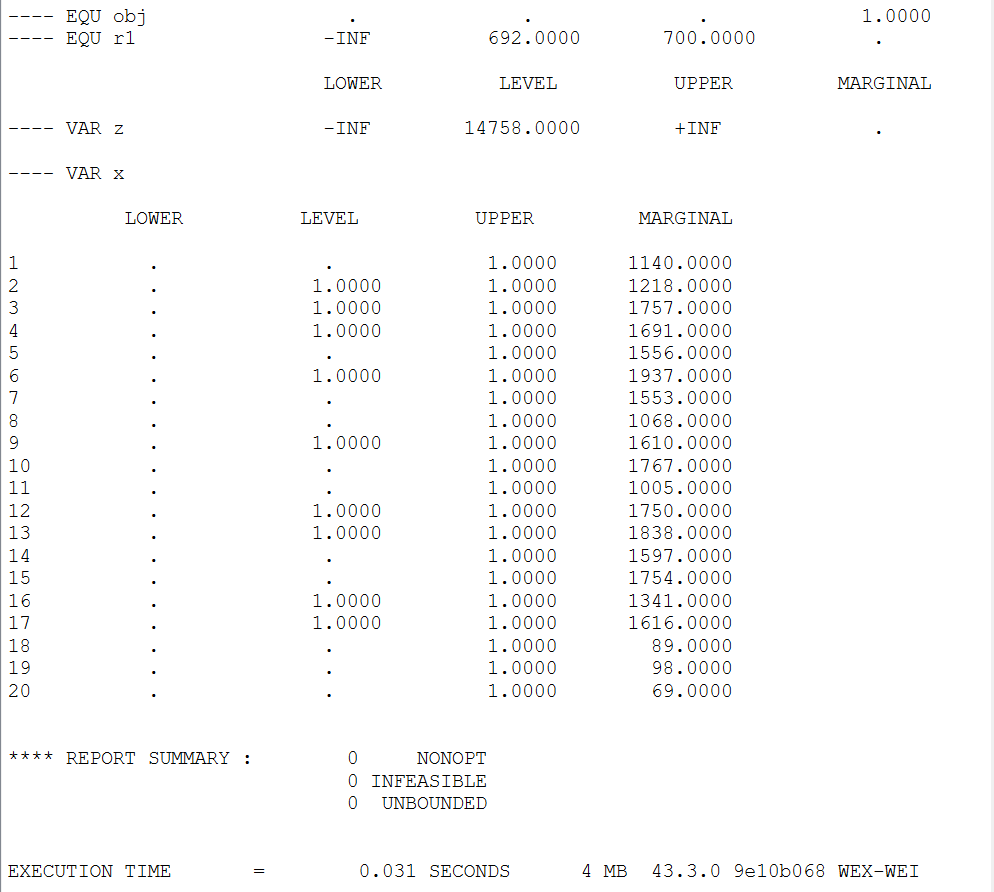 ---- EQU obj . . . 1.0000
---- EQU r1 -INF 692.0000 700.0000 .
LOWER LEVEL UPPER MARGINAL
---- VAR z -INF 14758.0000 +INF .
---- VAR x
LOWER LEVEL UPPER MARGINAL
1 . . 1.0000 1140.0000
2 . 1.0000 1.0000 1218.0000
3 . 1.0000 1.0000 1757.0000
4 . 1.0000 1.0000 1691.0000
5 . . 1.0000 1556.0000
6 . 1.0000 1.0000 1937.0000
7 . . 1.0000 1553.0000
8 . . 1.0000 1068.0000
9 . 1.0000 1.0000 1610.0000
10 . . 1.0000 1767.0000
11 . . 1.0000 1005.0000
12 . 1.0000 1.0000 1750.0000
13 . 1.0000 1.0000 1838.0000
14 . . 1.0000 1597.0000
15 . . 1.0000 1754.0000
16 . 1.0000 1.0000 1341.0000
17 . 1.0000 1.0000 1616.0000
18 . . 1.0000 89.0000
19 . . 1.0000 98.0000
20 . . 1.0000 69.0000
**** REPORT SUMMARY : 0 NONOPT
0 INFEASIBLE
0 UNBOUNDED
EXECUTION TIME = 0.031 SECONDS 4 MB 43.3.0 9e10b068 WEX-WEI